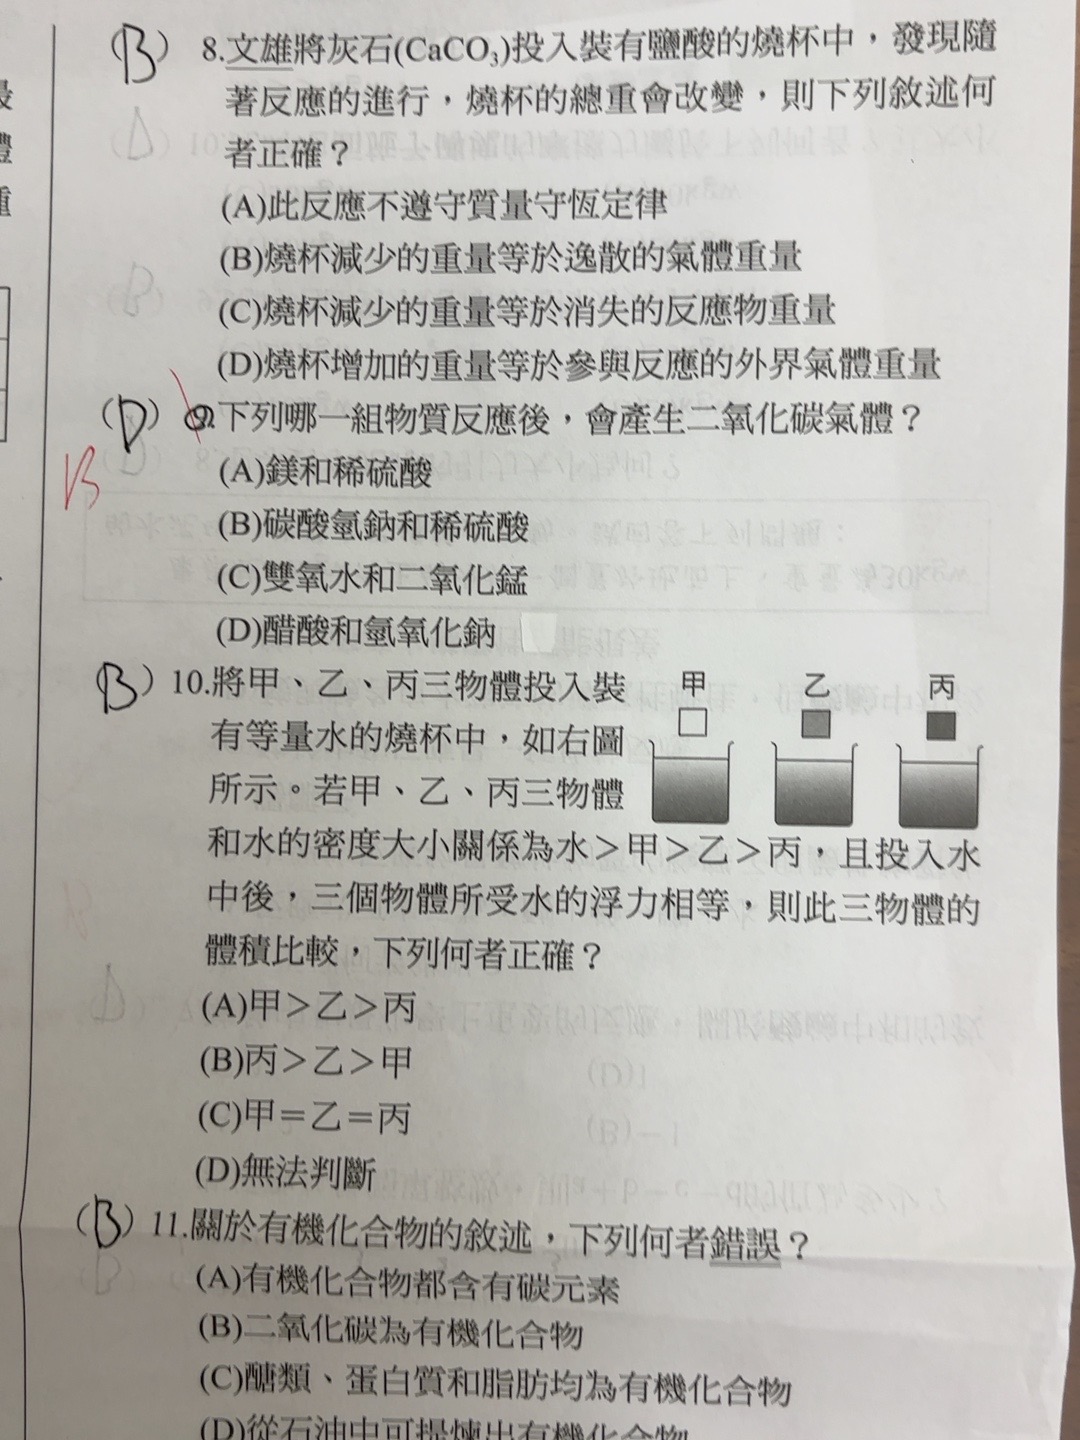 (B) 8.文雄將灰石(CaCO₃)投入裝有鹽酸的燒杯中，發現隨
著反應的進行，燒杯的總重會改變，則下列敘述何
者正確？
(A)此反應不遵守質量守恆定律
(B)燒杯減少的重量等於逸散的氣體重量
(C)燒杯減少的重量等於消失的反應物重量
(D)燒杯增加的重量等於參與反應的外界氣體重量
(D) 9.下列哪一組物質反應後，會產生二氧化碳氣體？
B
(A)鎂和稀硫酸
(B)碳酸氫鈉和稀硫酸
(C)雙氧水和二氧化錳
(D)醋酸和氫氧化鈉
(B) 10.將甲、乙、丙三物體投入裝
有等量水的燒杯中，如右圖
所示。若甲、乙、丙三物體
和水的密度大小關係為水＞甲＞乙＞丙，且投入水
中後，三個物體所受水的浮力相等，則此三物體的
體積比較，下列何者正確？
甲 乙 丙
(A)甲＞乙＞丙
(B)丙＞乙＞甲
(C)甲＝乙＝丙
(D)無法判斷
(B) 11.關於有機化合物的敘述，下列何者錯誤？
(A)有機化合物都含有碳元素
(B)二氧化碳為有機化合物
(C)醣類、蛋白質和脂肪均為有機化合物
(D)從石油中可提煉出有機化合物